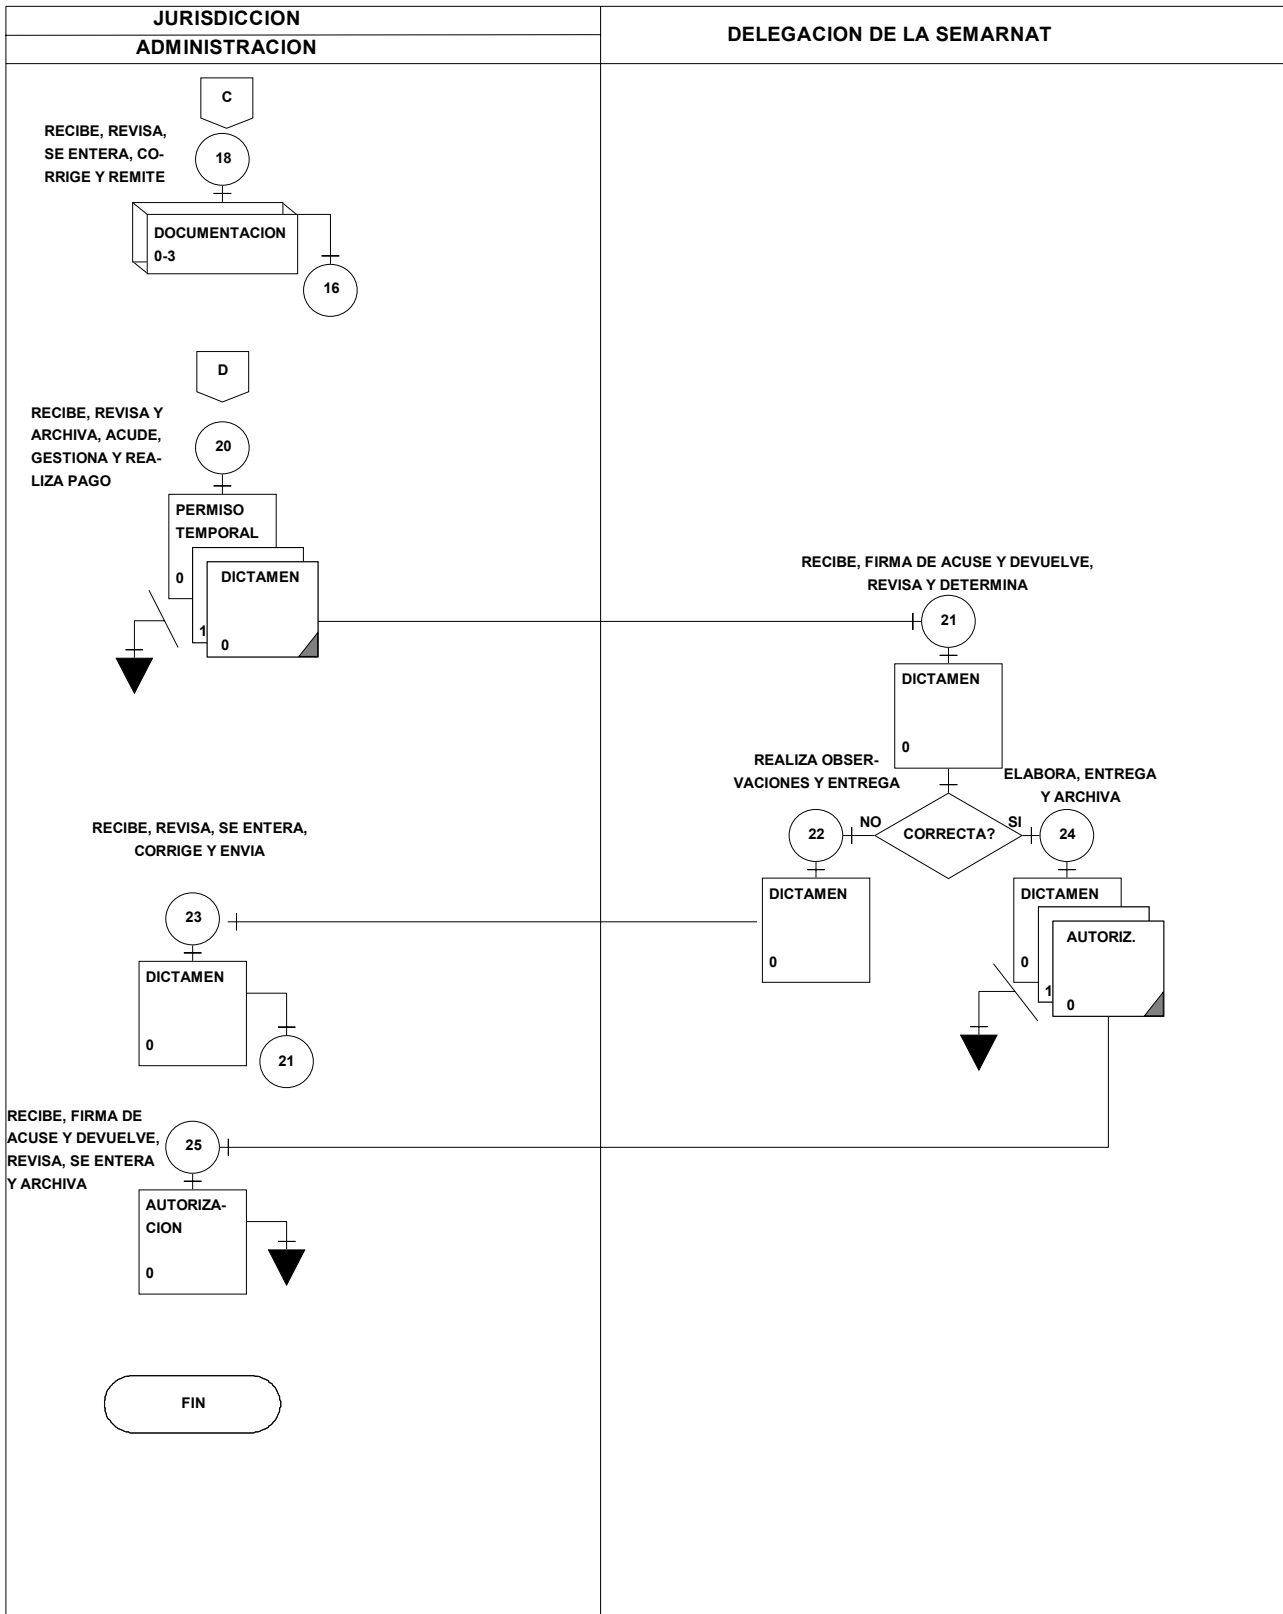 JURISDICCION
ADMINISTRACION
DELEGACION DE LA SEMARNAT
C
RECIBE, REVISA,
SE ENTERA, CO-
RRIGE Y REMITE
18
DOCUMENTACION
0-3
16
D
RECIBE, REVISA Y
ARCHIVA, ACUDE,
GESTIONA Y REA-
LIZA PAGO
20
PERMISO
TEMPORAL
0
1
DICTAMEN
0
RECIBE, FIRMA DE ACUSE Y DEVUELVE,
REVISA Y DETERMINA
21
DICTAMEN
0
REALIZA OBSER-
VACIONES Y ENTREGA
ELABORA, ENTREGA
Y ARCHIVA
22
NO
CORRECTA?
SI
24
DICTAMEN
0
DICTAMEN
0
1
AUTORIZ.
0
RECIBE, REVISA, SE ENTERA,
CORRIGE Y ENVIA
23
DICTAMEN
0
21
RECIBE, FIRMA DE
ACUSE Y DEVUELVE,
REVISA, SE ENTERA
Y ARCHIVA
25
AUTORIZA-
CION
0
FIN